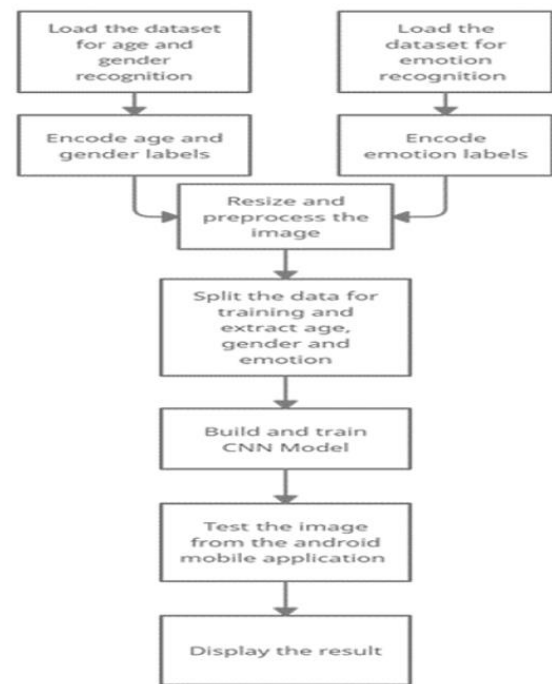 Load the dataset
for age and
gender
recognition
Load the
dataset for
emotion
recognition
Encode age and
gender labels
Encode
emotion labels
Resize and
preprocess the
image
Split the data for
training and
extract age,
gender and
emotion
Build and train
CNN Model
Test the image
from the android
mobile application
Display the result